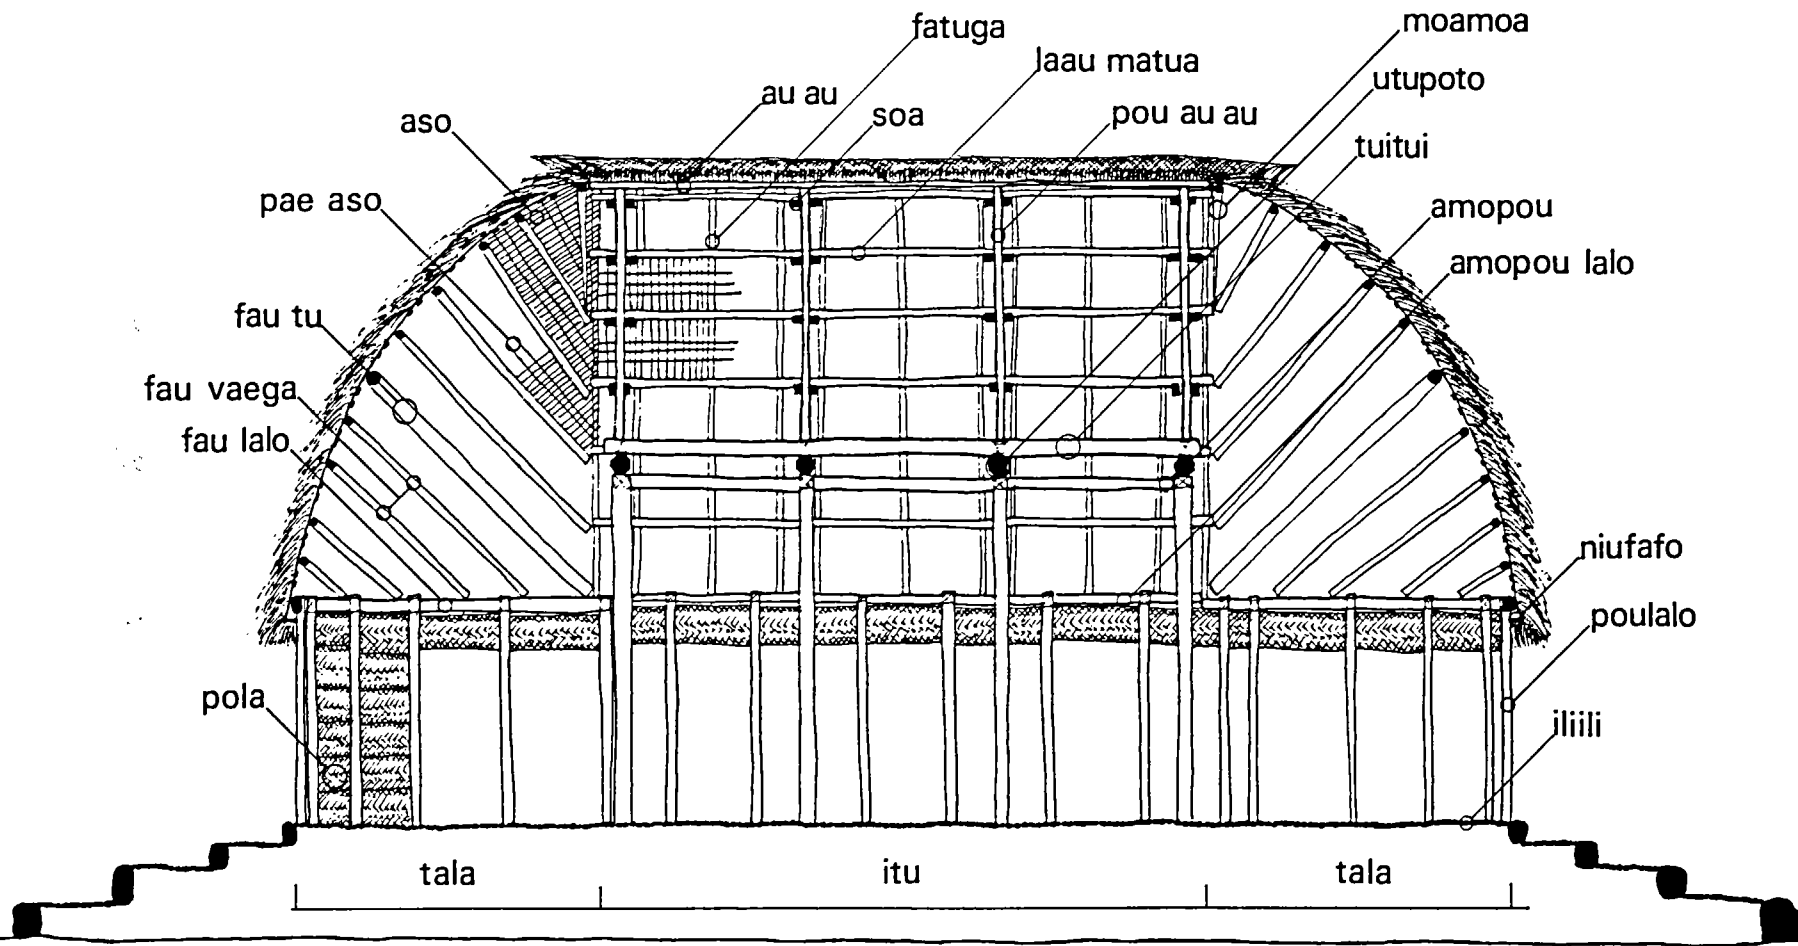 fatuga
moamoa
laau matua
utupoto
au au
soa
pou au au
aso
tuitui
pae aso
amopou
amopou lalo
fau tu
fau vaega
fau lalo
niufafo
poulalo
pola
iliili
tala
itu
tala